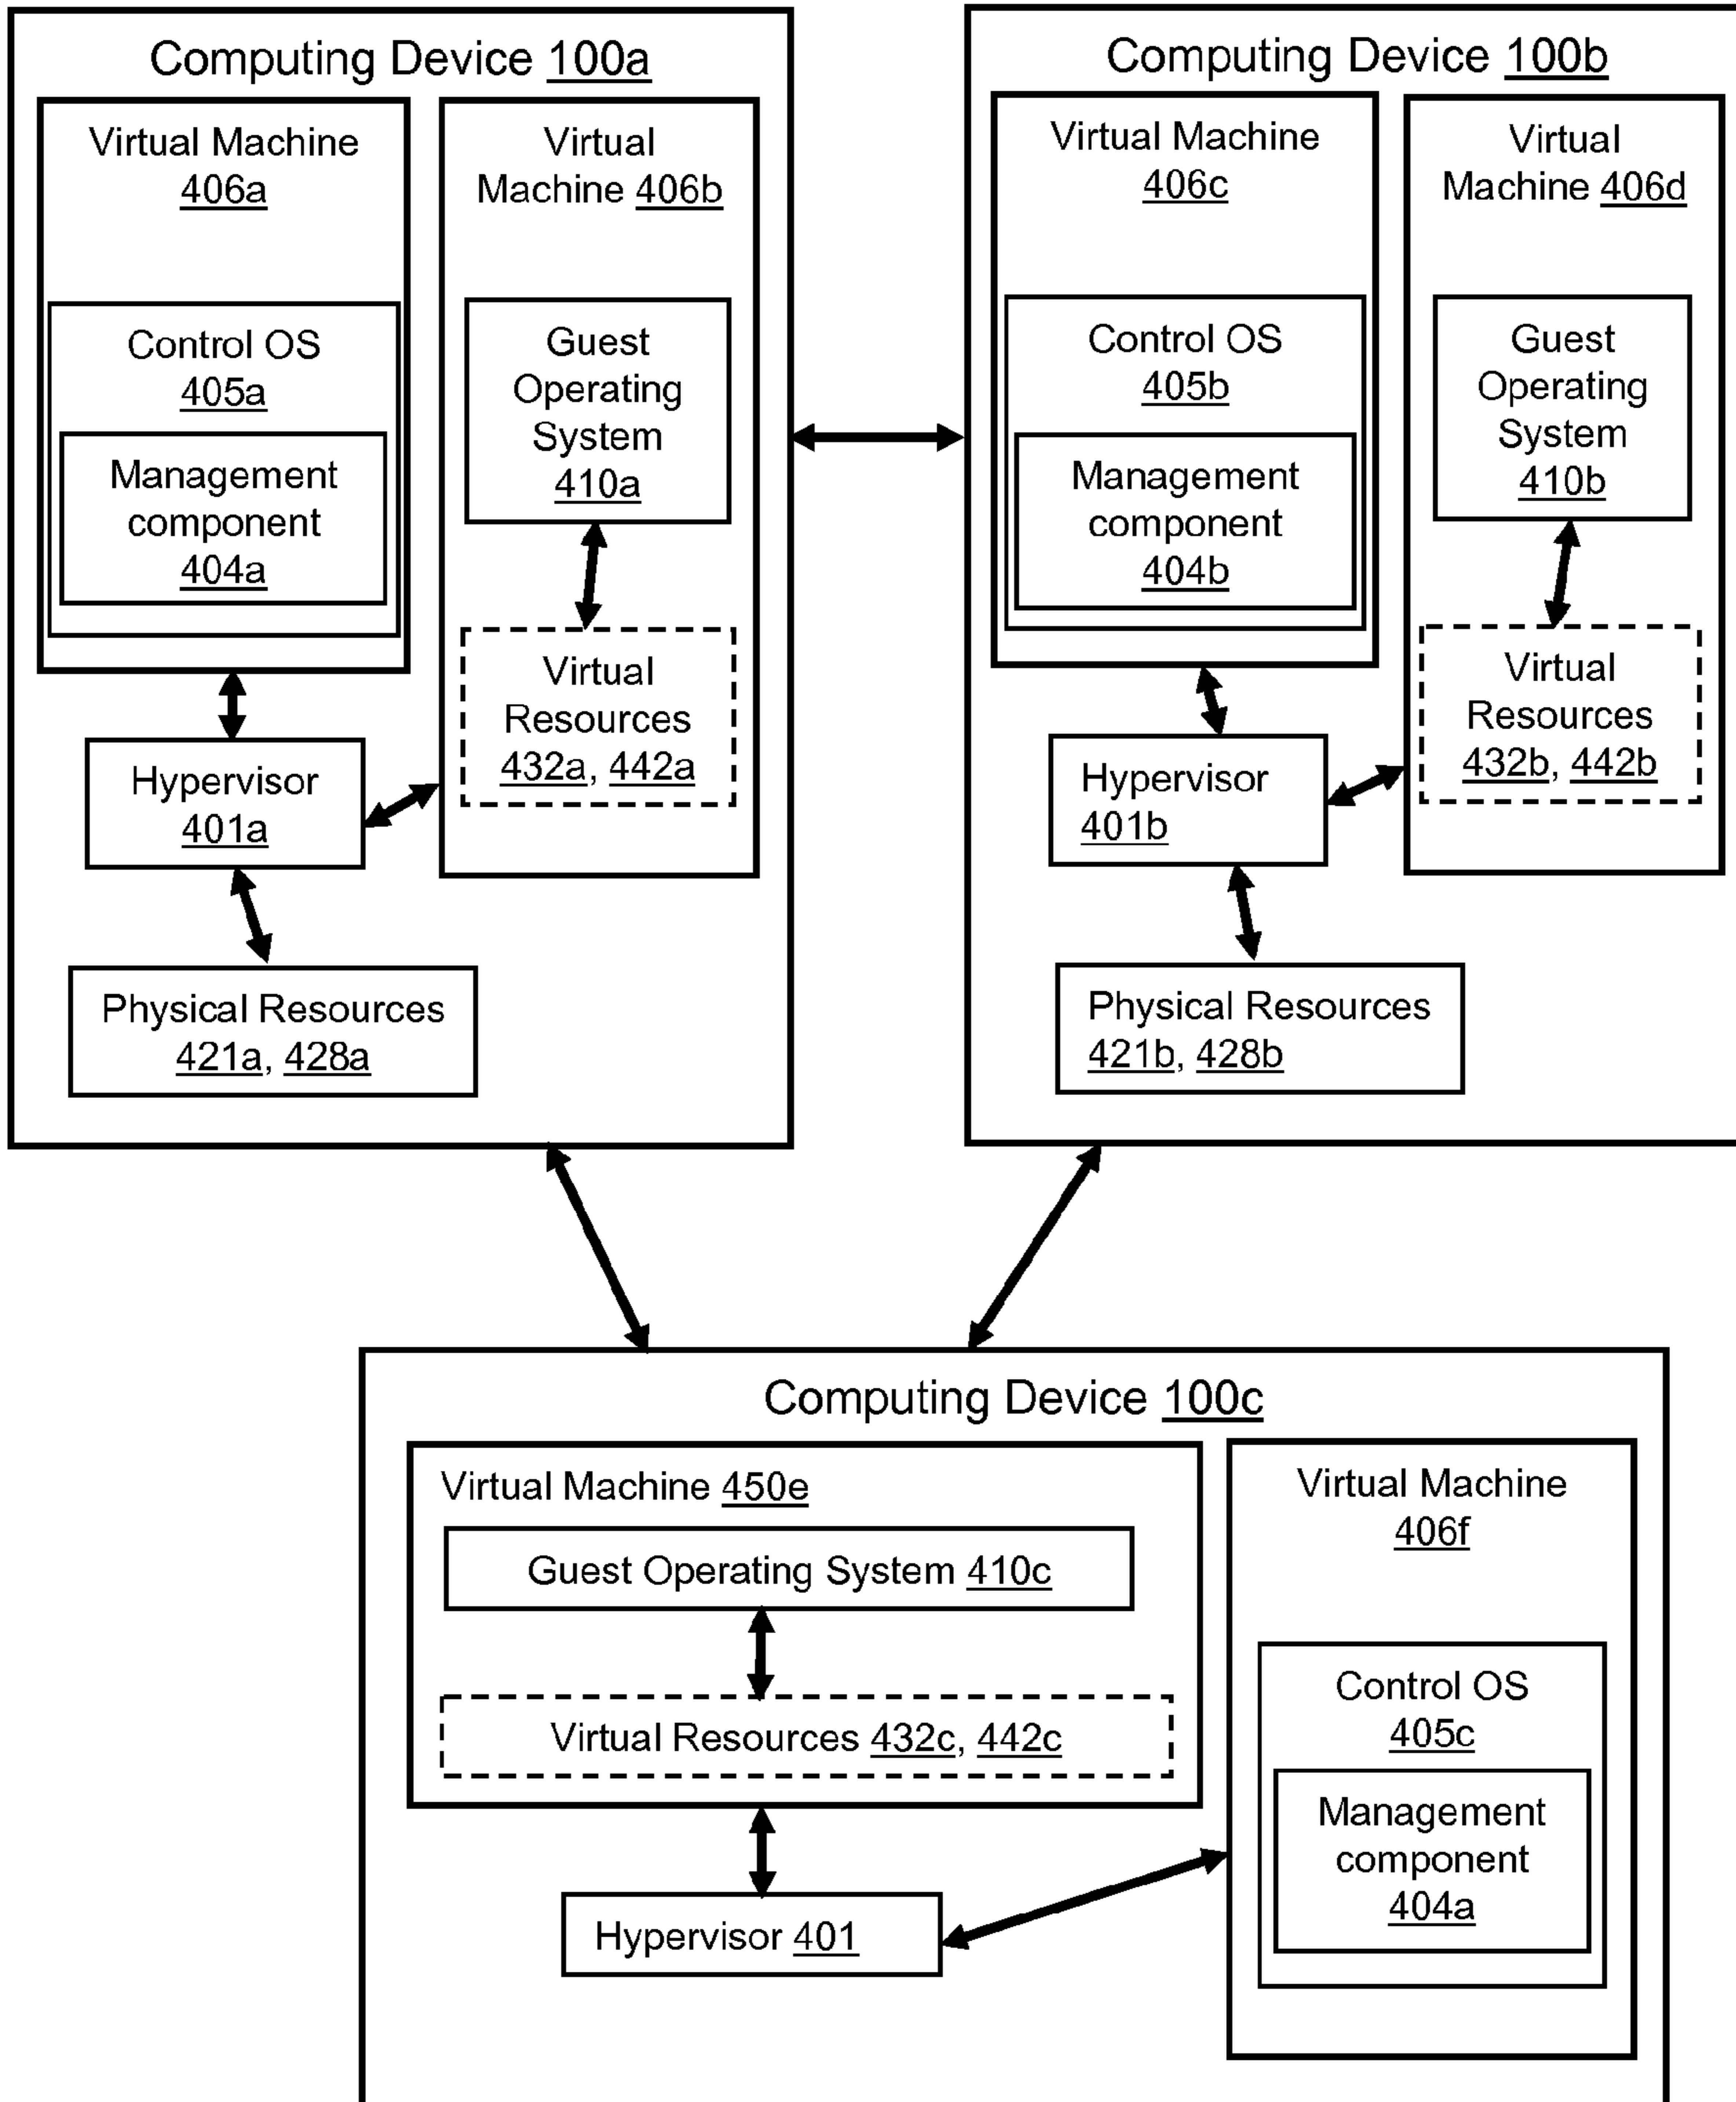 Computing Device 100a
Virtual Machine
406a
Control OS
405a
Management
component
404a
Virtual
Machine 406b
Guest
Operating
System
410a
Virtual
Resources
432a, 442a
Hypervisor
401a
Physical Resources
421a, 428a
Computing Device 100b
Virtual Machine
406c
Control OS
405b
Management
component
404b
Virtual
Machine 406d
Guest
Operating
System
410b
Virtual
Resources
432b, 442b
Hypervisor
401b
Physical Resources
421b, 428b
Computing Device 100c
Virtual Machine 450e
Guest Operating System 410c
Virtual Resources 432c, 442c
Hypervisor 401
Virtual Machine
406f
Control OS
405c
Management
component
404a